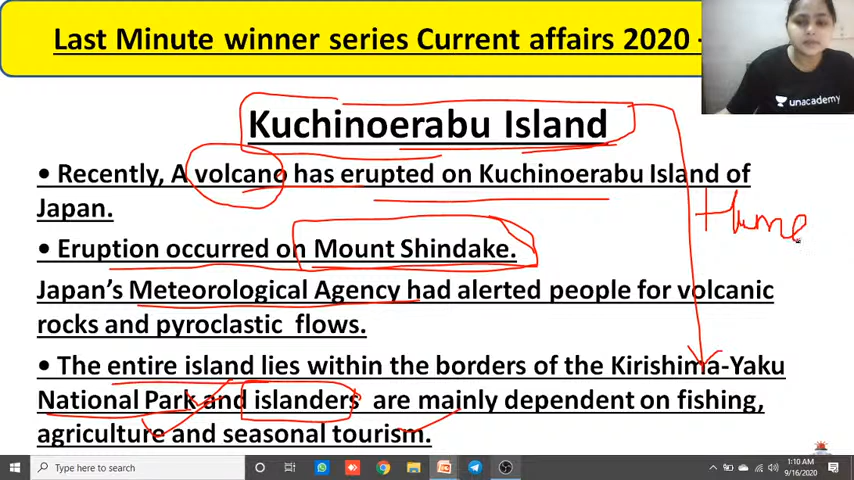 Last Minute winner series Current affairs 2020 -
unacademy
Kuchinoerabu Island
• Recently, A volcano has erupted on Kuchinoerabu Island of
Japan.
Hume
• Eruption occurred on Mount Shindake.
Japan's Meteorological Agency had alerted people for volcanic
rocks and pyroclastic flows.
• The entire island lies within the borders of the Kirishima-Yaku
National Park and islanders are mainly dependent on fishing,
agriculture and seasonal tourism.
Type here to search
1:10 AM
9/16/2020